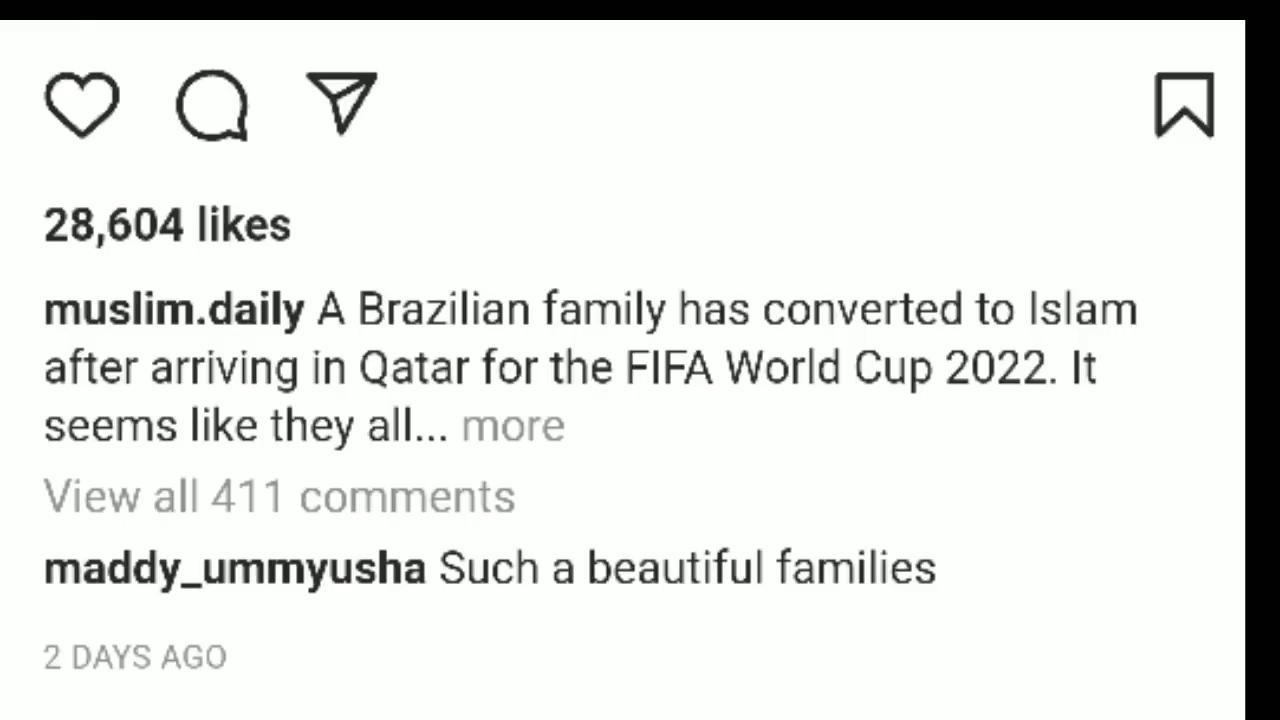 28,604 likes
muslim.daily A Brazilian family has converted to Islam
after arriving in Qatar for the FIFA World Cup 2022. It
seems like they all... more
View all 411 comments
maddy_ummyusha Such a beautiful families
2 DAYS AGO